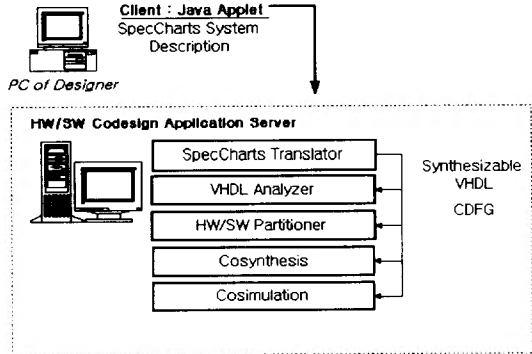 Client : Java Applet
SpecCharts System
Description
PC of Designer
HW/SW Codesign Application Server
SpecCharts Translator
VHDL Analyzer
HW/SW Partitioner
Cosynthesis
Cosimulation
Synthesizable
VHDL
CDFG